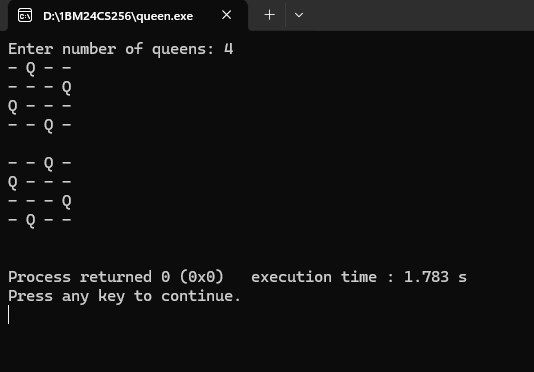 D:\1BM24CS256\queen.exe
Enter number of queens: 4
- Q - -
- - - Q
Q - - -
- - Q -

- - Q -
Q - - -
- - - Q
- Q - -

Process returned 0 (0x0)   execution time : 1.783 s
Press any key to continue.